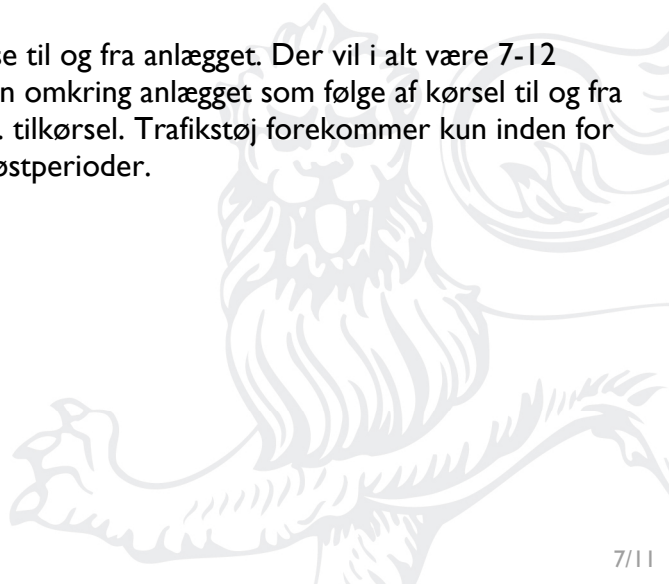 se til og fra anlægget. Der vil i alt være 7-12
n omkring anlægget som følge af kørsel til og fra
. tilkørsel. Trafikstøj forekommer kun inden for
østperioder.
7/11